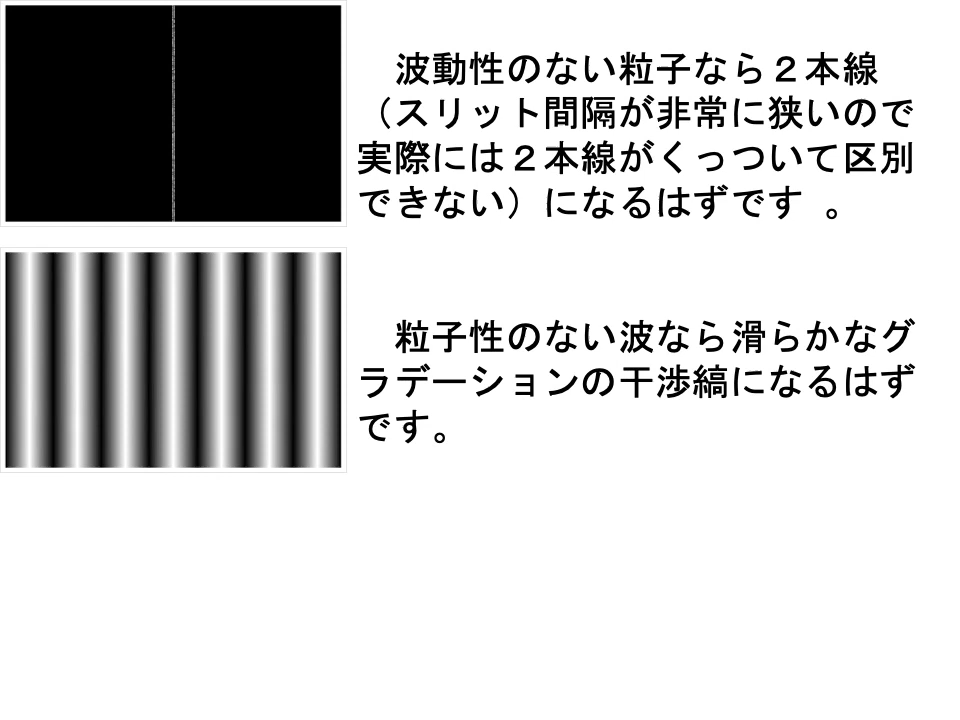 波動性のない粒子なら２本線
（スリット間隔が非常に狭いので
実際には２本線がくっついて区別
できない）になるはずです 。
粒子性のない波なら滑らかなグ
ラデーションの干渉縞になるはず
です。